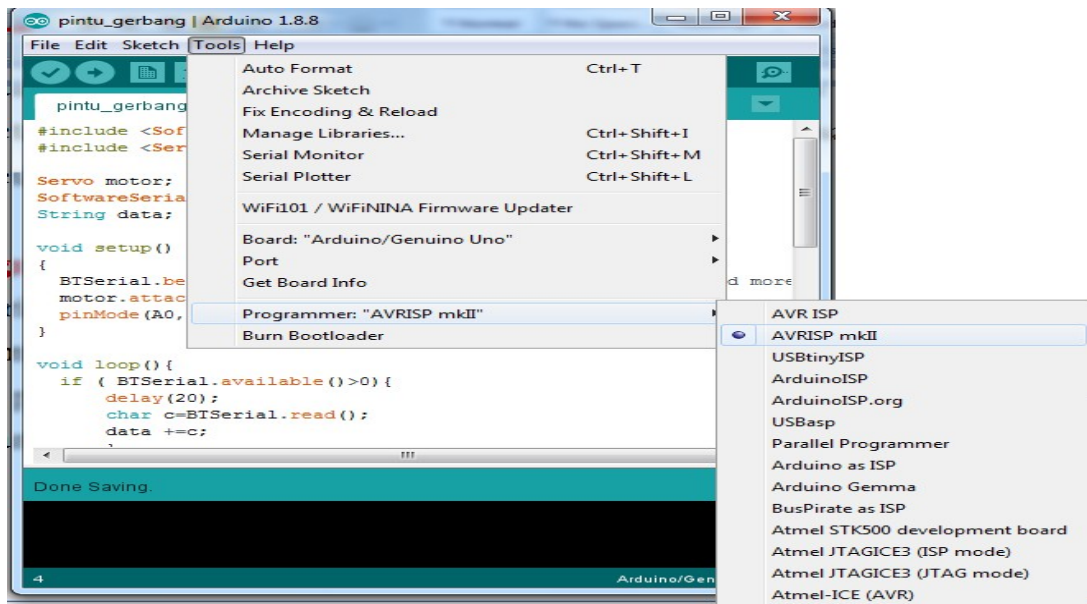 pintu_gerbang | Arduino 1.8.8
File Edit Sketch Tools Help
Auto Format Ctrl+T
Archive Sketch
Fix Encoding & Reload
Manage Libraries... Ctrl+Shift+I
Serial Monitor Ctrl+Shift+M
Serial Plotter Ctrl+Shift+L
WiFi101 / WiFiNINA Firmware Updater
Board: "Arduino/Genuino Uno"
Port
Get Board Info
Programmer: "AVRISP mkII"
Burn Bootloader
AVR ISP
AVRISP mkII
USBtinyISP
ArduinoISP
ArduinoISP.org
USBasp
Parallel Programmer
Arduino as ISP
Arduino Gemma
BusPirate as ISP
Atmel STK500 development board
Atmel JTAGICE3 (ISP mode)
Atmel JTAGICE3 (JTAG mode)
Atmel-ICE (AVR)
pintu_gerbang
#include <Sof
#include <Ser
Servo motor;
SoftwareSeria
String data;
void setup()
{
BTSerial.be d more
motor.attac
pinMode(A0,
}
void loop(){
if ( BTSerial.available()>0){
delay(20);
char c=BTSerial.read();
data +=c;
Done Saving.
4 Arduino/Gen